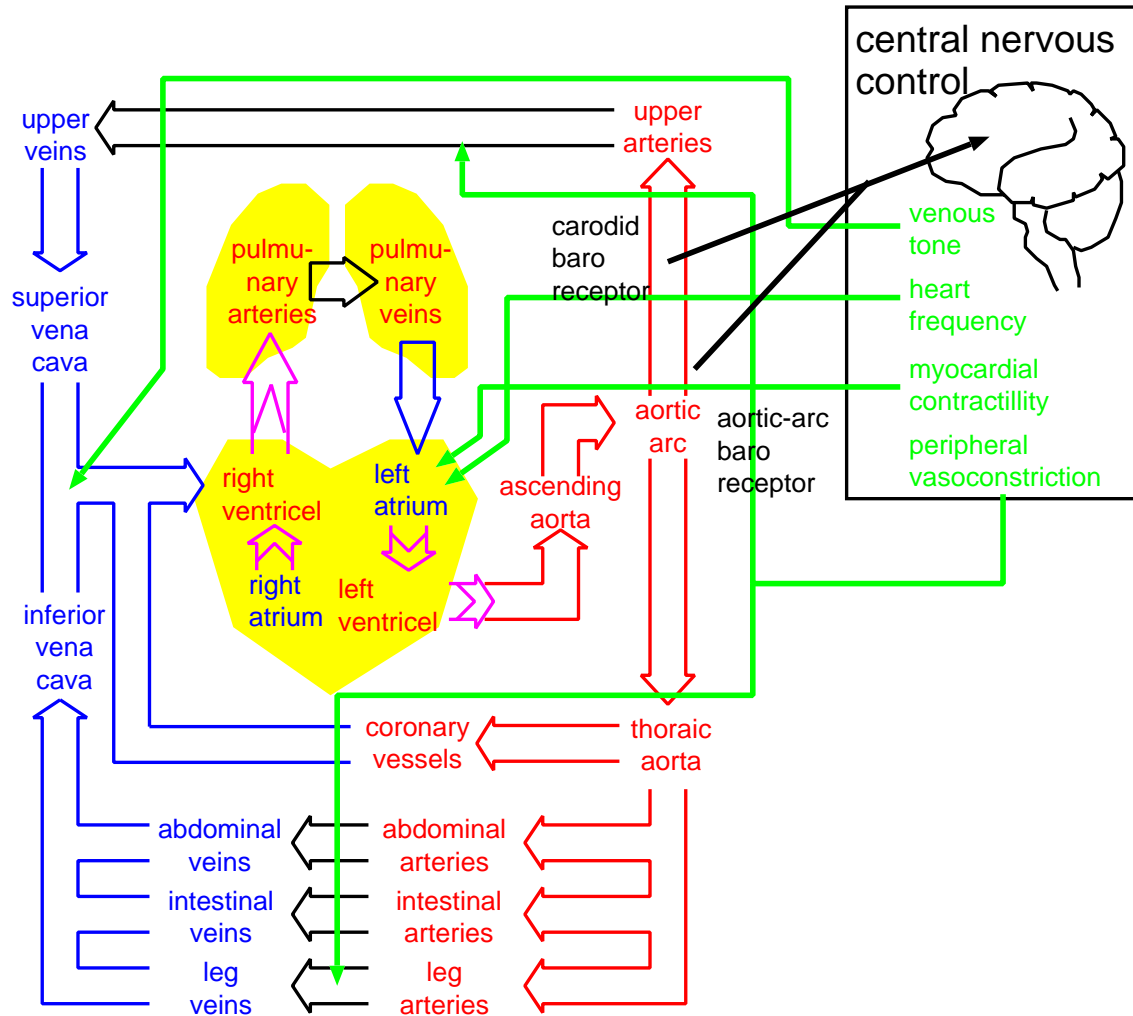 central nervous
control
upper
veins
upper
arteries
pulmu-
nary
arteries
pulmu-
nary
veins
carodid
baro
receptor
venous
tone
heart
frequency
myocardial
contractillity
peripheral
vasoconstriction
superior
vena
cava
aortic
arc
aortic-arc
baro
receptor
right
ventricel
left
atrium
ascending
aorta
right
atrium
left
ventricel
inferior
vena
cava
coronary
vessels
thoraic
aorta
abdominal
veins
abdominal
arteries
intestinal
veins
intestinal
arteries
leg
veins
leg
arteries